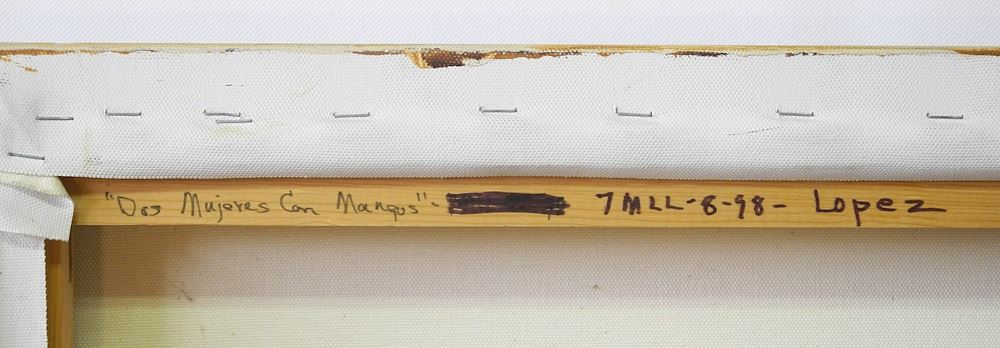 "Dos Mujeres Con Mangos"- 7MLL-8-98- Lopez